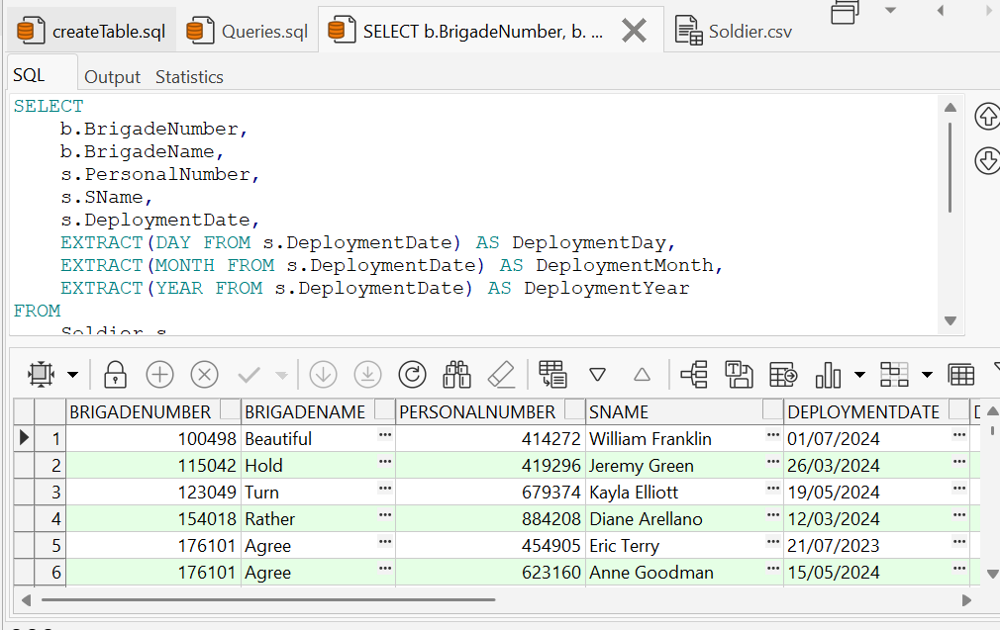 createTable.sql Queries.sql SELECT b.BrigadeNumber, b. ... Soldier.csv
SQL Output Statistics
SELECT
b.BrigadeNumber,
b.BrigadeName,
s.PersonalNumber,
s.SName,
s.DeploymentDate,
EXTRACT(DAY FROM s.DeploymentDate) AS DeploymentDay,
EXTRACT(MONTH FROM s.DeploymentDate) AS DeploymentMonth,
EXTRACT(YEAR FROM s.DeploymentDate) AS DeploymentYear
FROM
Soldier s
BRIGADENUMBER BRIGADENAME PERSONALNUMBER SNAME DEPLOYMENTDATE
1 100498 Beautiful ... 414272 William Franklin ... 01/07/2024 ...
2 115042 Hold ... 419296 Jeremy Green ... 26/03/2024 ...
3 123049 Turn ... 679374 Kayla Elliott ... 19/05/2024 ...
4 154018 Rather ... 884208 Diane Arellano ... 12/03/2024 ...
5 176101 Agree ... 454905 Eric Terry ... 21/07/2023 ...
6 176101 Agree ... 623160 Anne Goodman ... 15/05/2024 ...